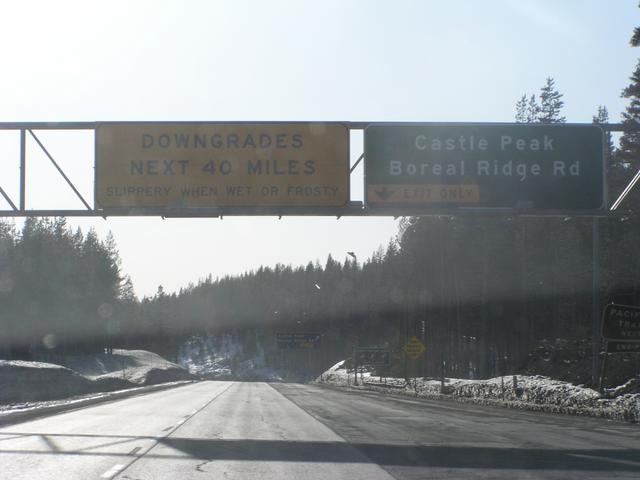 DOWNGRADES
NEXT 40 MILES
SLIPPERY WHEN WET OR FROSTY
Castle Peak
Boreal Ridge Rd
EXIT ONLY